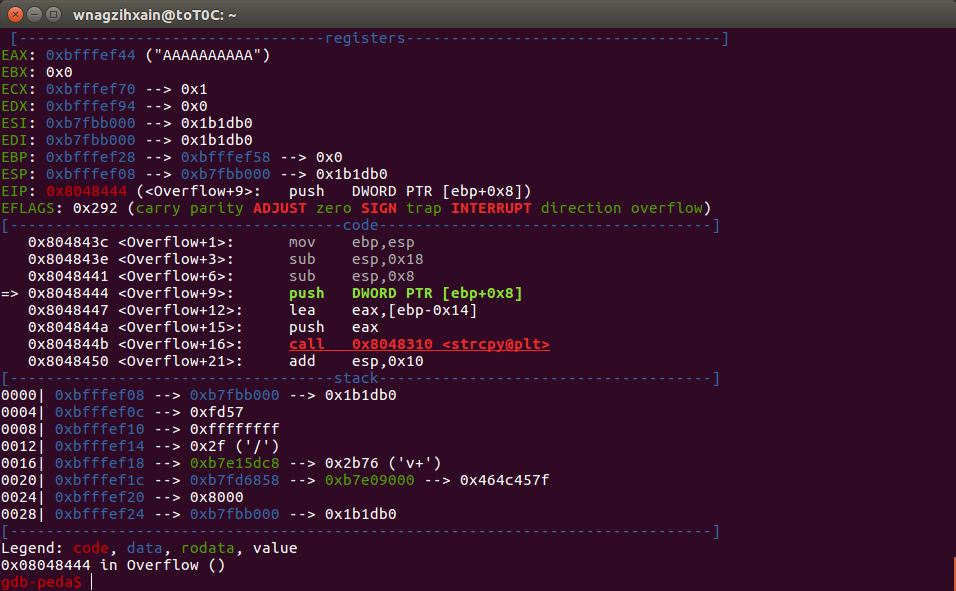 wnagzihxain@toT0C: ~
[----------------------------------registers-----------------------------------]
EAX: 0xbfffef44 ("AAAAAAAAAA")
EBX: 0x0
ECX: 0xbfffef70 --> 0x1
EDX: 0xbfffef94 --> 0x0
ESI: 0xb7fbb000 --> 0x1b1db0
EDI: 0xb7fbb000 --> 0x1b1db0
EBP: 0xbfffef28 --> 0xbfffef58 --> 0x0
ESP: 0xbfffef08 --> 0xb7fbb000 --> 0x1b1db0
EIP: 0x8048444 (<Overflow+9>:   push   DWORD PTR [ebp+0x8])
EFLAGS: 0x292 (carry parity ADJUST zero SIGN trap INTERRUPT direction overflow)
[-------------------------------------code-------------------------------------]
   0x804843c <Overflow+1>:      mov    ebp,esp
   0x804843e <Overflow+3>:      sub    esp,0x18
   0x8048441 <Overflow+6>:      sub    esp,0x8
=> 0x8048444 <Overflow+9>:      push   DWORD PTR [ebp+0x8]
   0x8048447 <Overflow+12>:     lea    eax,[ebp-0x14]
   0x804844a <Overflow+15>:     push   eax
   0x804844b <Overflow+16>:     call   0x8048310 <strcpy@plt>
   0x8048450 <Overflow+21>:     add    esp,0x10
[------------------------------------stack-------------------------------------]
0000| 0xbfffef08 --> 0xb7fbb000 --> 0x1b1db0
0004| 0xbfffef0c --> 0xfd57
0008| 0xbfffef10 --> 0xffffffff
0012| 0xbfffef14 --> 0x2f ('/')
0016| 0xbfffef18 --> 0xb7e15dc8 --> 0x2b76 ('v+')
0020| 0xbfffef1c --> 0xb7fd6858 --> 0xb7e09000 --> 0x464c457f
0024| 0xbfffef20 --> 0x8000
0028| 0xbfffef24 --> 0xb7fbb000 --> 0x1b1db0
[------------------------------------------------------------------------------]
Legend: code, data, rodata, value
0x08048444 in Overflow ()
gdb-peda$